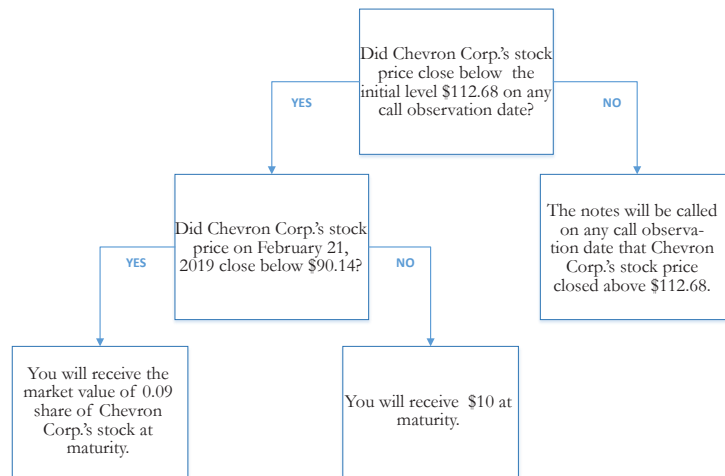 Did Chevron Corp.'s stock
price close below the
initial level $112.68 on any
call observation date?
YES
NO
Did Chevron Corp.'s stock
price on February 21,
2019 close below $90.14?
The notes will be called
on any call observa-
tion date that Chevron
Corp.'s stock price
closed above $112.68.
YES
NO
You will receive the
market value of 0.09
share of Chevron
Corp.'s stock at
maturity.
You will receive $10 at
maturity.